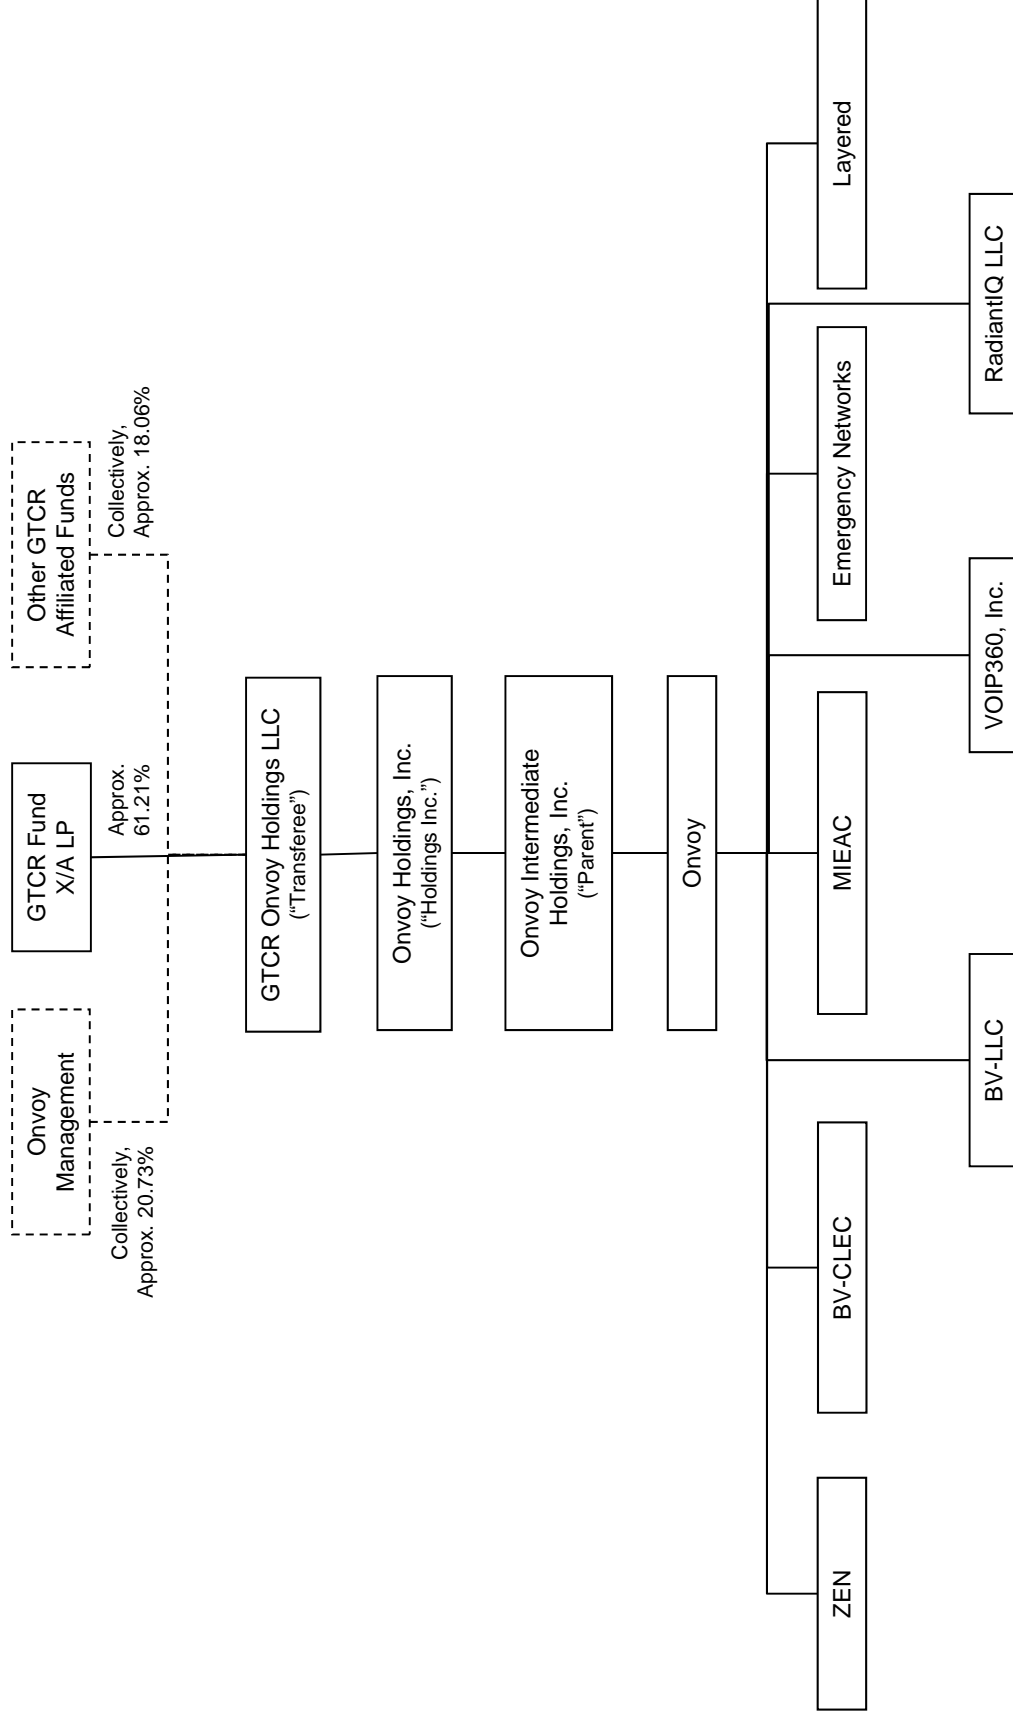 Onvoy
Management
GTCR Fund
X/A LP
Other GTCR
Affiliated Funds
Collectively,
Approx. 20.73%
Approx.
61.21%
Collectively,
Approx. 18.06%
GTCR Onvoy Holdings LLC
(“Transferee”)
Onvoy Holdings, Inc.
(“Holdings Inc.”)
Onvoy Intermediate
Holdings, Inc.
(“Parent”)
Onvoy
ZEN
BV-CLEC
MIEAC
Emergency Networks
Layered
BV-LLC
VOIP360, Inc.
RadiantIQ LLC